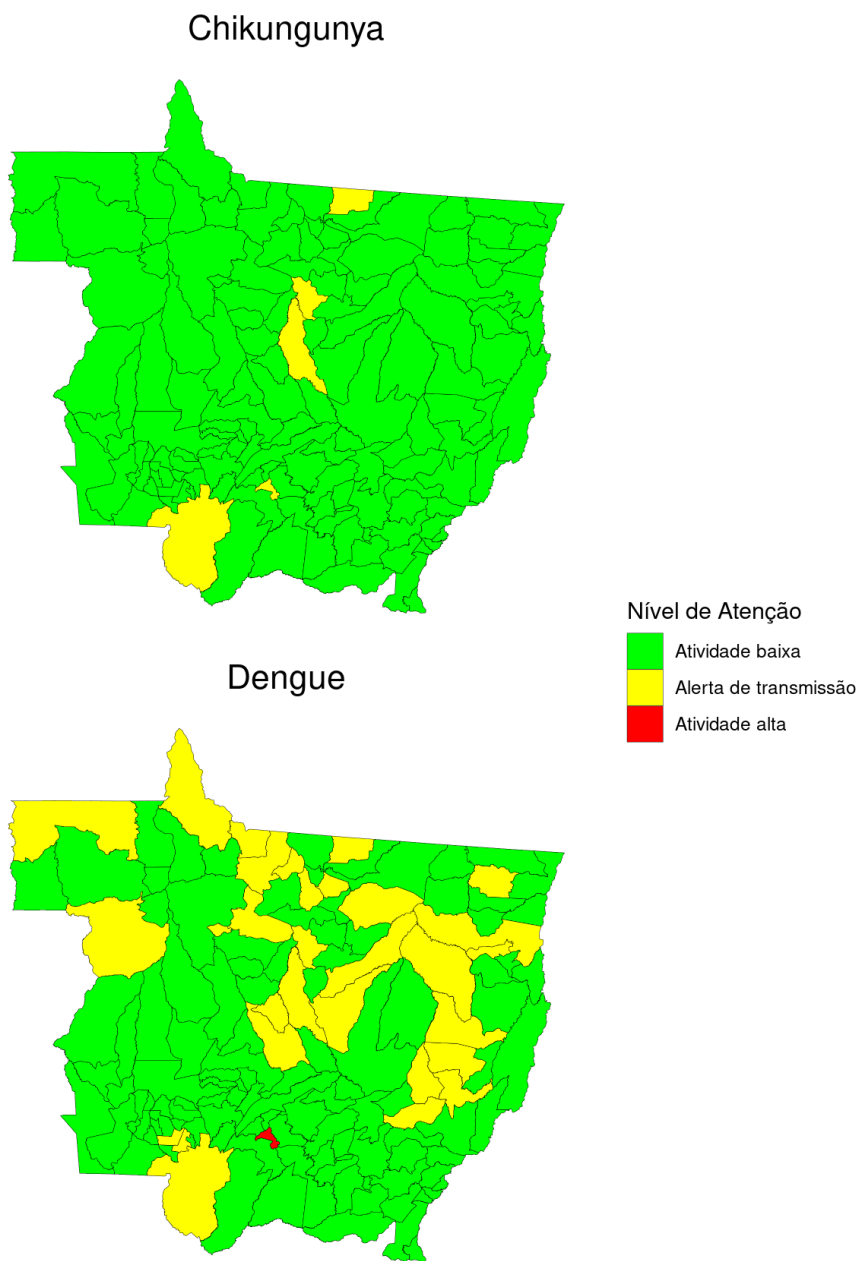 Chikungunya
Nível de Atenção
Atividade baixa
Alerta de transmissão
Atividade alta
Dengue